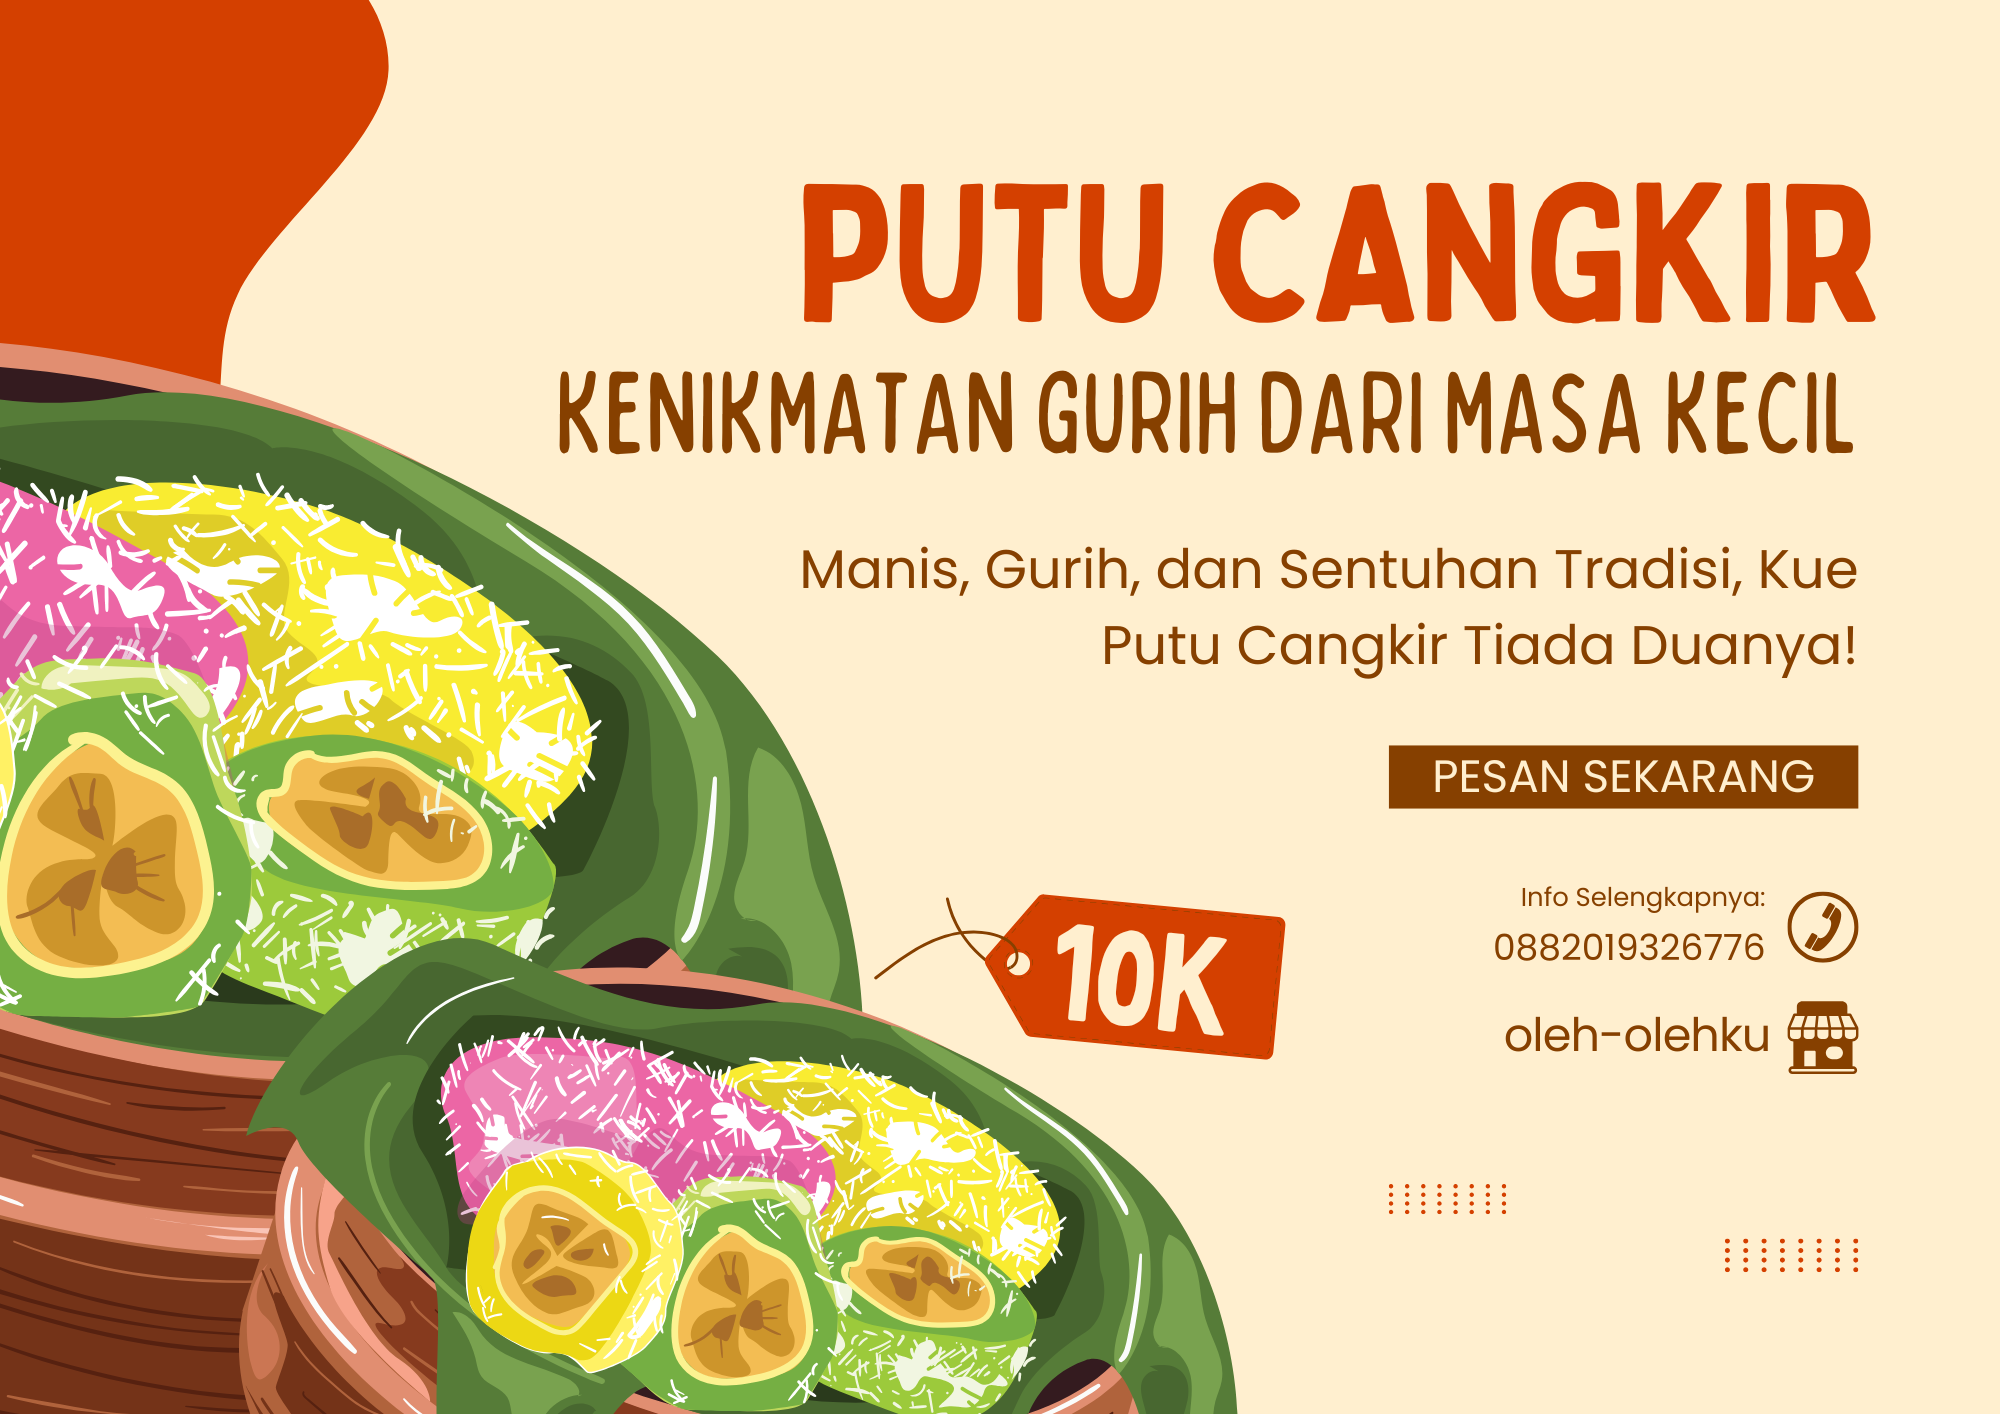 PUTU CANGKIR
KENIKMATAN GURIH DARI MASA KECIL
Manis, Gurih, dan Sentuhan Tradisi, Kue
Putu Cangkir Tiada Duanya!
PESAN SEKARANG
10K
Info Selengkapnya:
0882019326776
oleh-olehku